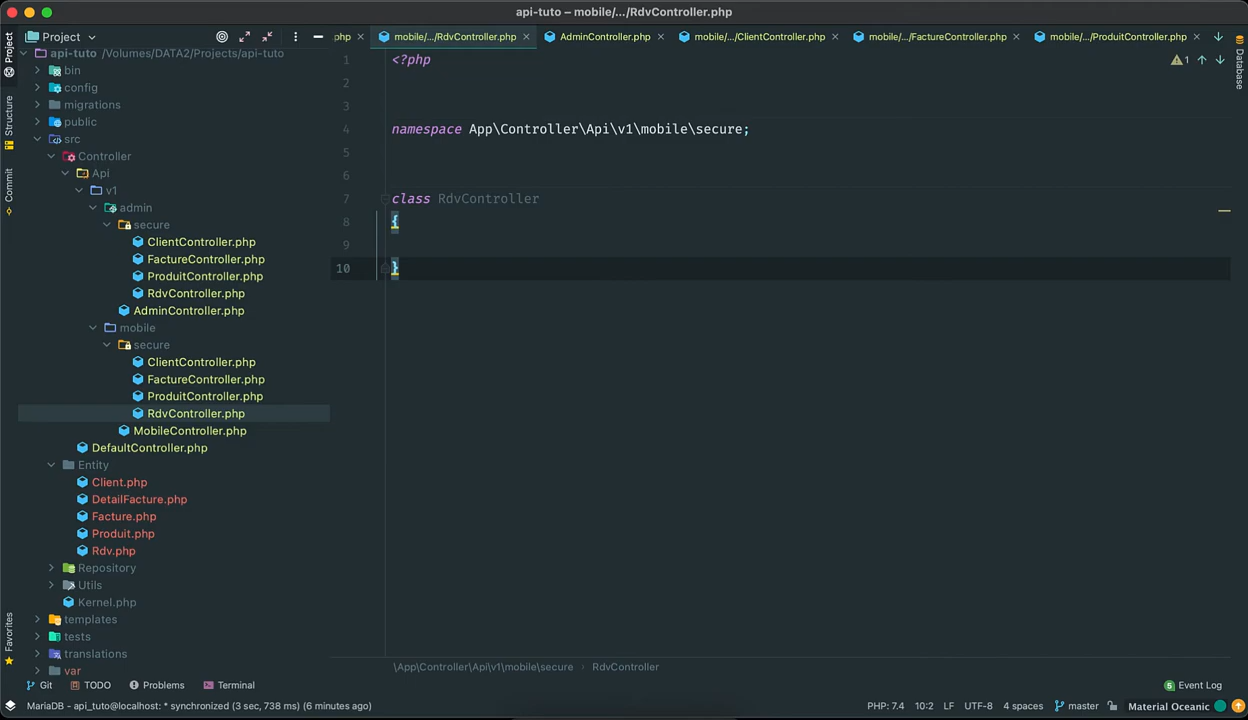 api-tuto – mobile/.../RdvController.php
Project
.php
mobile/.../RdvController.php
AdminController.php
mobile/.../ClientController.php
mobile/.../FactureController.php
mobile/.../ProduitController.php
api-tuto /Volumes/DATA2/Projects/api-tuto
bin
config
migrations
public
src
Controller
Api
v1
admin
secure
ClientController.php
FactureController.php
ProduitController.php
RdvController.php
AdminController.php
mobile
secure
ClientController.php
FactureController.php
ProduitController.php
RdvController.php
MobileController.php
DefaultController.php
Entity
Client.php
DetailFacture.php
Facture.php
Produit.php
Rdv.php
Repository
Utils
Kernel.php
templates
tests
translations
var
Project
Structure
Commit
Favorites
1 <?php
2
3
4 namespace App\Controller\Api\v1\mobile\secure;
5
6
7 class RdvController
8 {
9
10 }
1
Database
\App\Controller\Api\v1\mobile\secure › RdvController
Git
TODO
Problems
Terminal
5 Event Log
MariaDB - api_tuto@localhost: * synchronized (3 sec, 738 ms) (6 minutes ago)
PHP: 7.4
10:2
LF
UTF-8
4 spaces
master
Material Oceanic